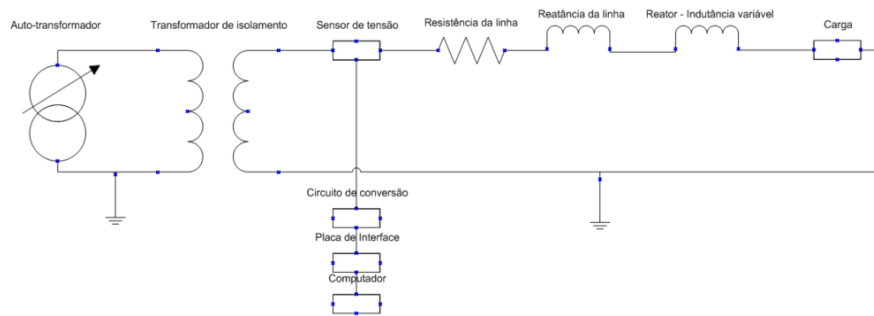 Auto-transformador
Transformador de isolamento
Sensor de tensão
Resistência da linha
Reatância da linha
Reator - Indutância variável
Carga
Circuito de conversão
Placa de Interface
Computador